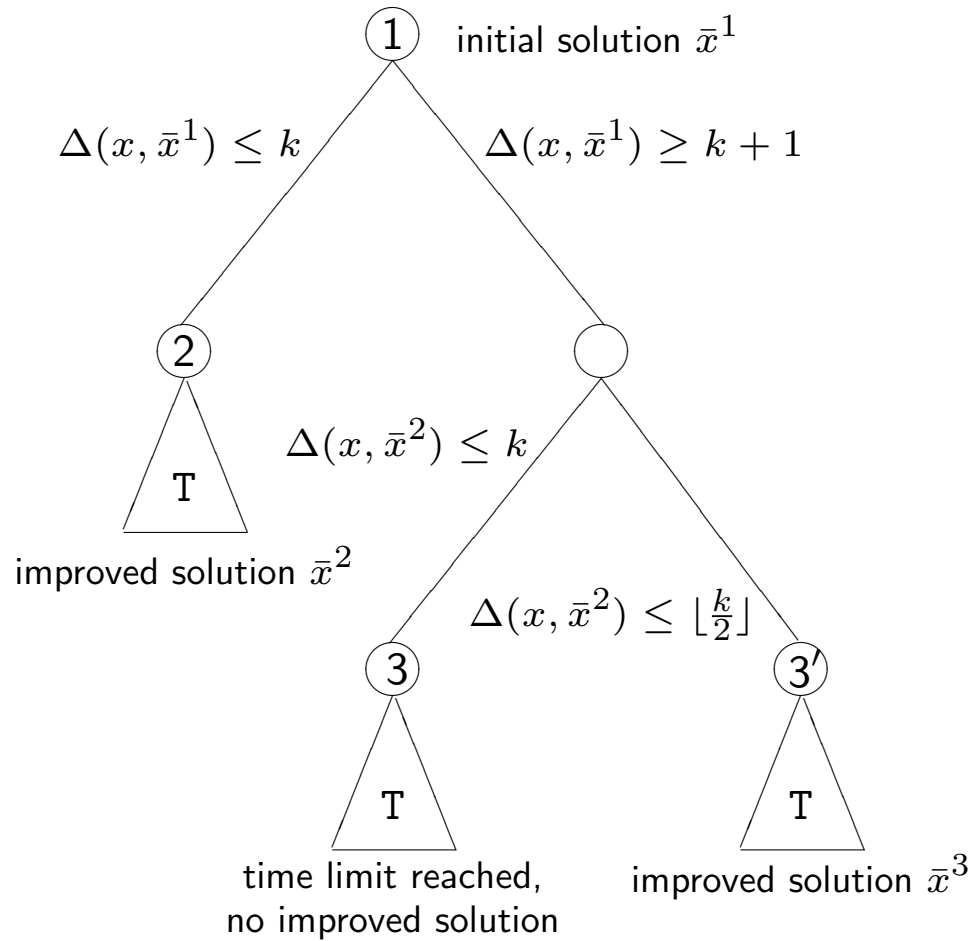 1
initial solution x̄¹
Δ(x, x̄¹) ≤ k
Δ(x, x̄¹) ≥ k + 1
2
Δ(x, x̄²) ≤ k
T
improved solution x̄²
Δ(x, x̄²) ≤ ⌊k/2⌋
3
3′
T
T
time limit reached,
no improved solution
improved solution x̄³